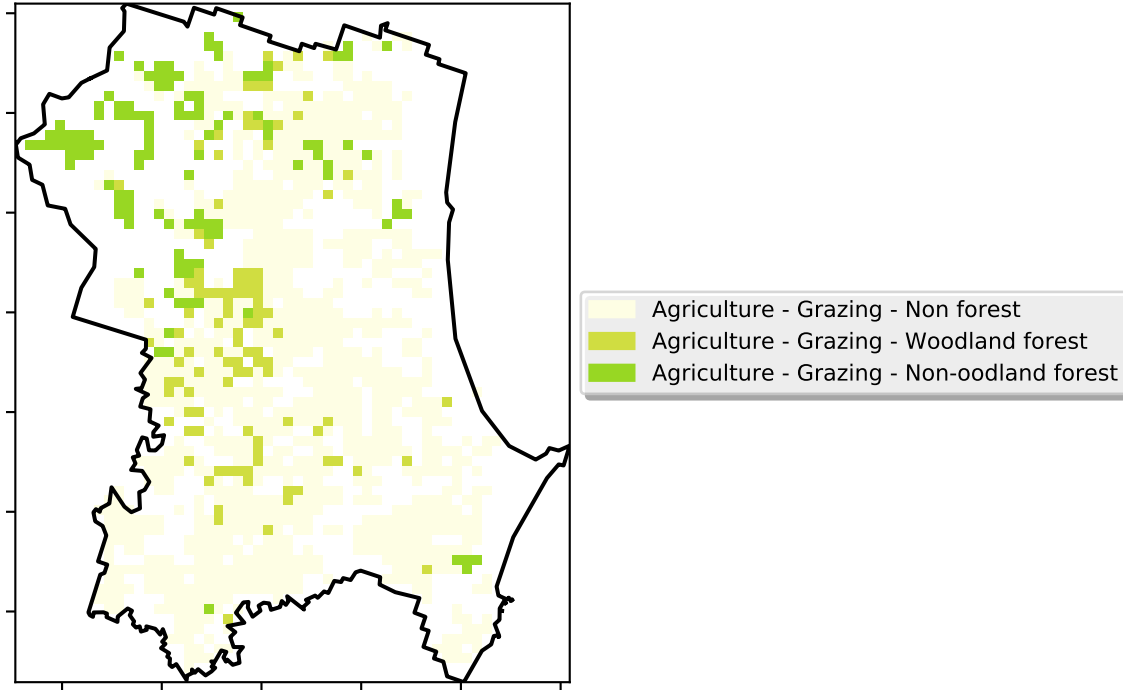 Agriculture - Grazing - Non forest
Agriculture - Grazing - Woodland forest
Agriculture - Grazing - Non-oodland forest